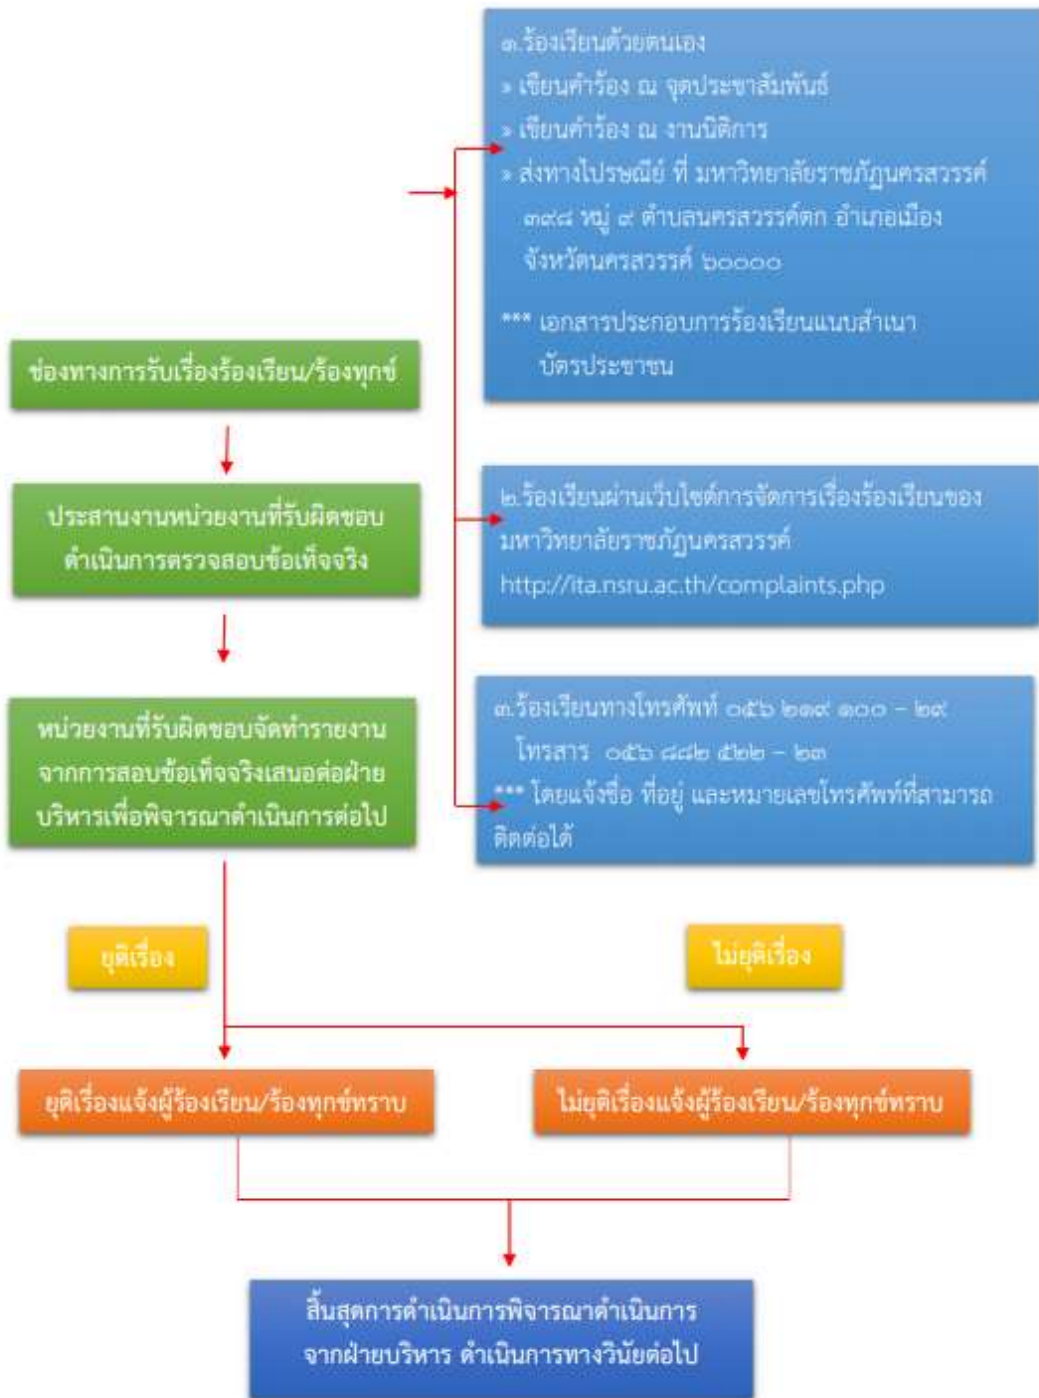 ๑.ร้องเรียนด้วยตนเอง
» เขียนคำร้อง ณ จุดประชาสัมพันธ์
» เขียนคำร้อง ณ งานนิติการ
» ส่งทางไปรษณีย์ ที่ มหาวิทยาลัยราชภัฏนครสวรรค์
๓๙๘ หมู่ ๙ ตำบลนครสวรรค์ตก อำเภอเมือง
จังหวัดนครสวรรค์ ๖๐๐๐๐
*** เอกสารประกอบการร้องเรียนแนบสำเนา
บัตรประชาชน
ช่องทางการรับเรื่องร้องเรียน/ร้องทุกข์
ประสานงานหน่วยงานที่รับผิดชอบ
ดำเนินการตรวจสอบข้อเท็จจริง
๒.ร้องเรียนผ่านเว็บไซต์การจัดการเรื่องร้องเรียนของ
มหาวิทยาลัยราชภัฏนครสวรรค์
http://ita.nsru.ac.th/complaints.php
หน่วยงานที่รับผิดชอบจัดทำรายงาน
จากการสอบข้อเท็จจริงเสนอต่อฝ่าย
บริหารเพื่อพิจารณาดำเนินการต่อไป
๓.ร้องเรียนทางโทรศัพท์ ๐๕๖ ๒๑๙ ๑๐๐ – ๒๙
โทรสาร ๐๕๖ ๘๘๒ ๕๒๒ – ๒๓
*** โดยแจ้งชื่อ ที่อยู่ และหมายเลขโทรศัพท์ที่สามารถ
ติดต่อได้
ยุติเรื่อง
ไม่ยุติเรื่อง
ยุติเรื่องแจ้งผู้ร้องเรียน/ร้องทุกข์ทราบ
ไม่ยุติเรื่องแจ้งผู้ร้องเรียน/ร้องทุกข์ทราบ
สิ้นสุดการดำเนินการพิจารณาดำเนินการ
จากฝ่ายบริหาร ดำเนินการทางวินัยต่อไป